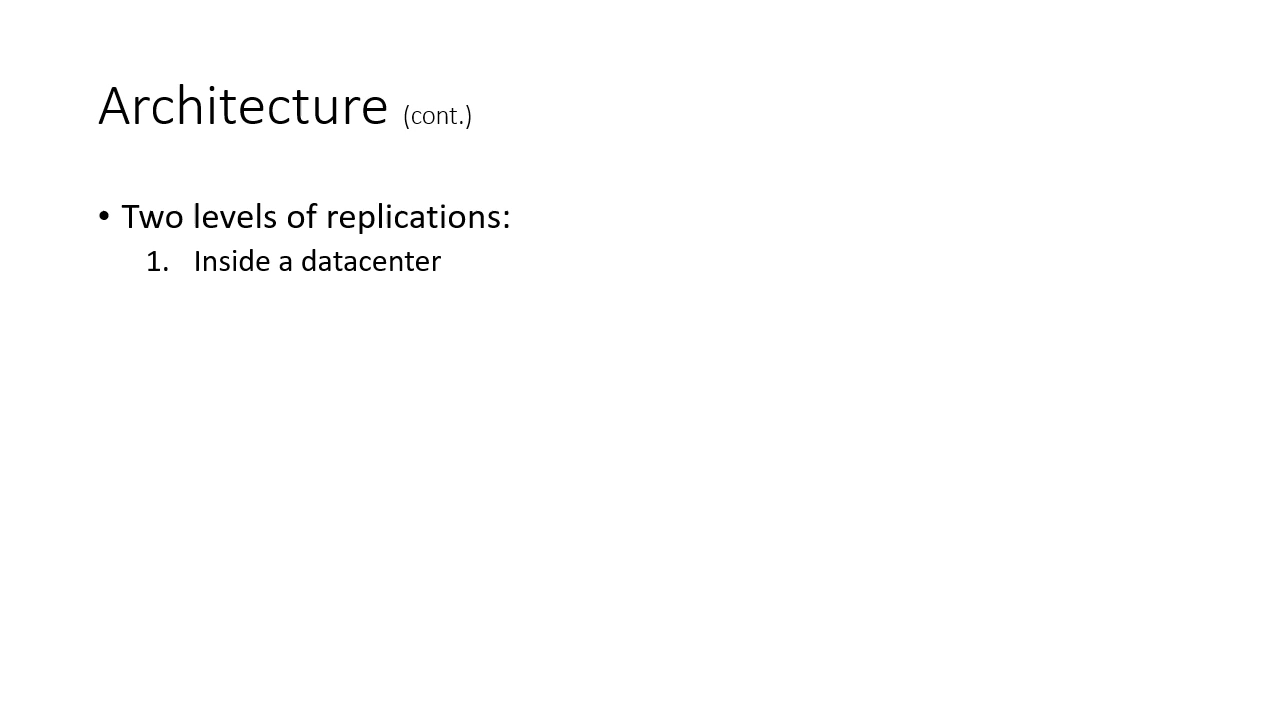 Architecture (cont.)
• Two levels of replications:
1. Inside a datacenter